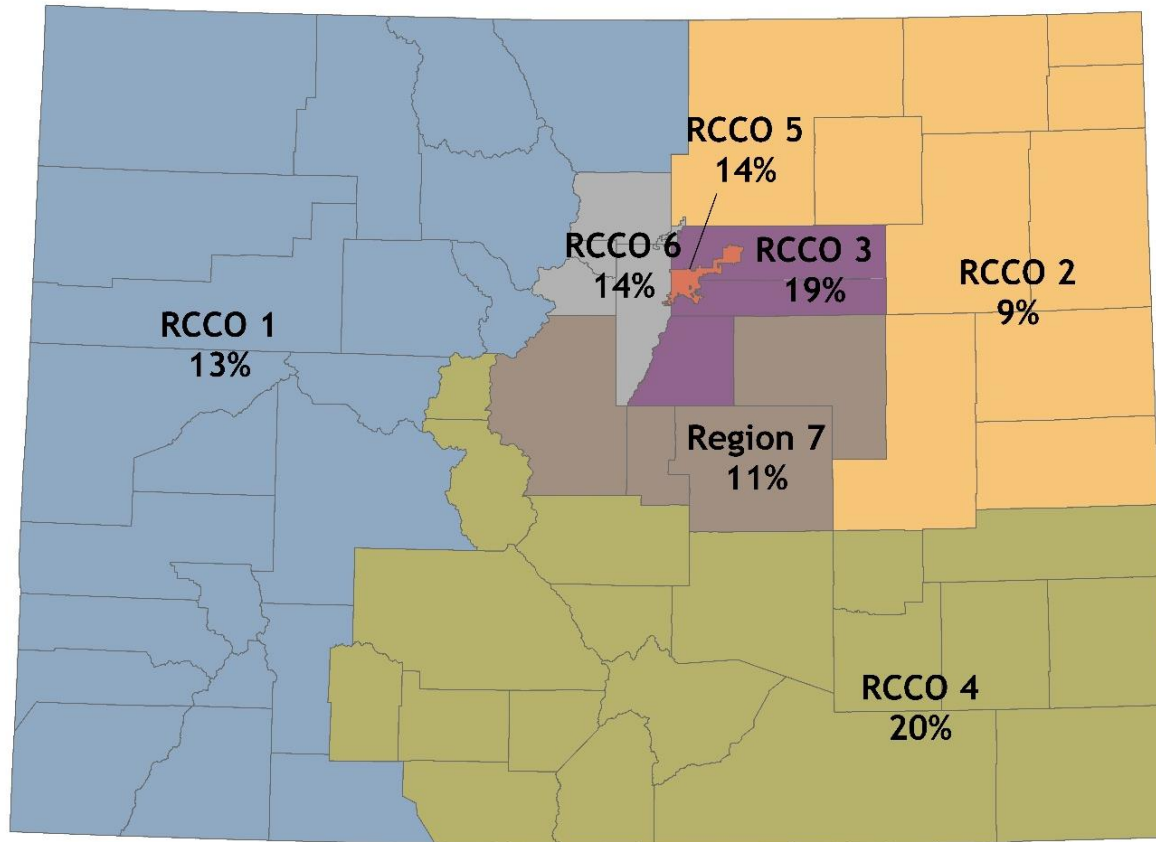 RCCO 5
14%
RCCO 6
14%
RCCO 3
19%
RCCO 2
9%
RCCO 1
13%
Region 7
11%
RCCO 4
20%